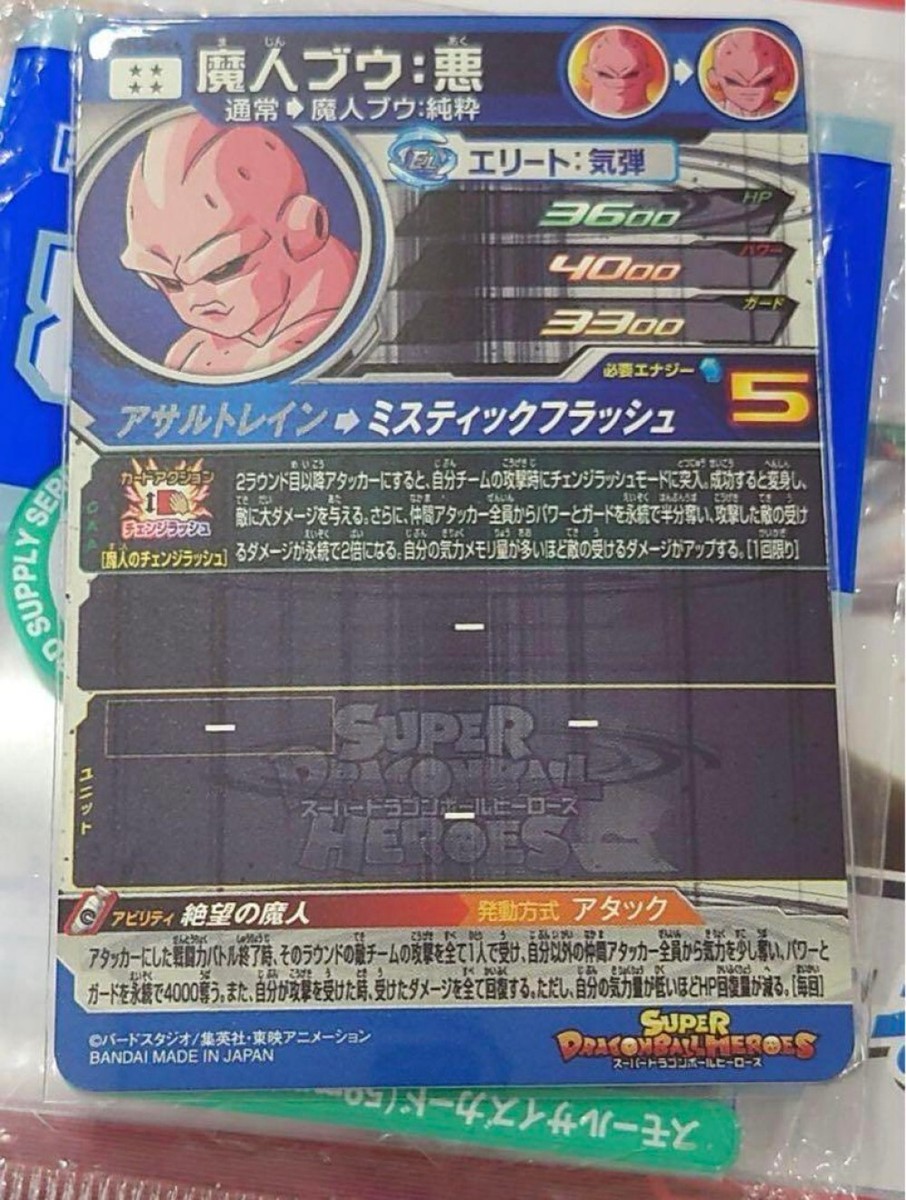 魔人ブウ:悪
通常➡魔人ブウ:純粋
エリート:気弾
HP
3600
パワー
4000
ガード
3300
必要エナジー
5
アサルトレイン➡ミスティックフラッシュ
カードアクション
チェンジラッシュ
[魔人のチェンジラッシュ]
2ラウンド目以降アタッカーにすると、自分チームの攻撃時にチェンジラッシュモードに突入。成功すると変身し、
敵に大ダメージを与える。さらに、仲間アタッカー全員からパワーとガードを永続で半分奪い、攻撃した敵の受け
るダメージが永続で2倍になる。自分の気力メモリ量が多いほど敵の受けるダメージがアップする。[1回限り]
ー
ー ー
ユニット
ー
SUPER
DRAGONBALL
スーパードラゴンボールヒーローズ
HEROES
アビリティ 絶望の魔人 発動方式 アタック
アタッカーにした戦闘力バトル終了時、そのラウンドの敵チームの攻撃を全て1人で受け、自分以外の仲間アタッカー全員から気力を少し奪い、パワーと
ガードを永続で4000奪う。また、自分が攻撃を受けた時、受けたダメージを全て回復する。ただし、自分の気力量が低いほどHP回復量が減る。[毎回]
©バードスタジオ/集英社・東映アニメーション
BANDAI MADE IN JAPAN
SUPER
DRAGONBALL HEROES
スーパードラゴンボールヒーローズ
SUPPLY SER
スモールサイズカード(59m